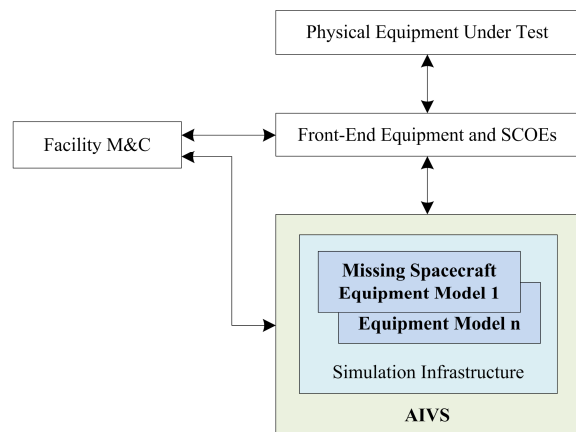 Physical Equipment Under Test
Facility M&C
Front-End Equipment and SCOEs
Missing Spacecraft
Equipment Model 1
Equipment Model n
Simulation Infrastructure
AIVS